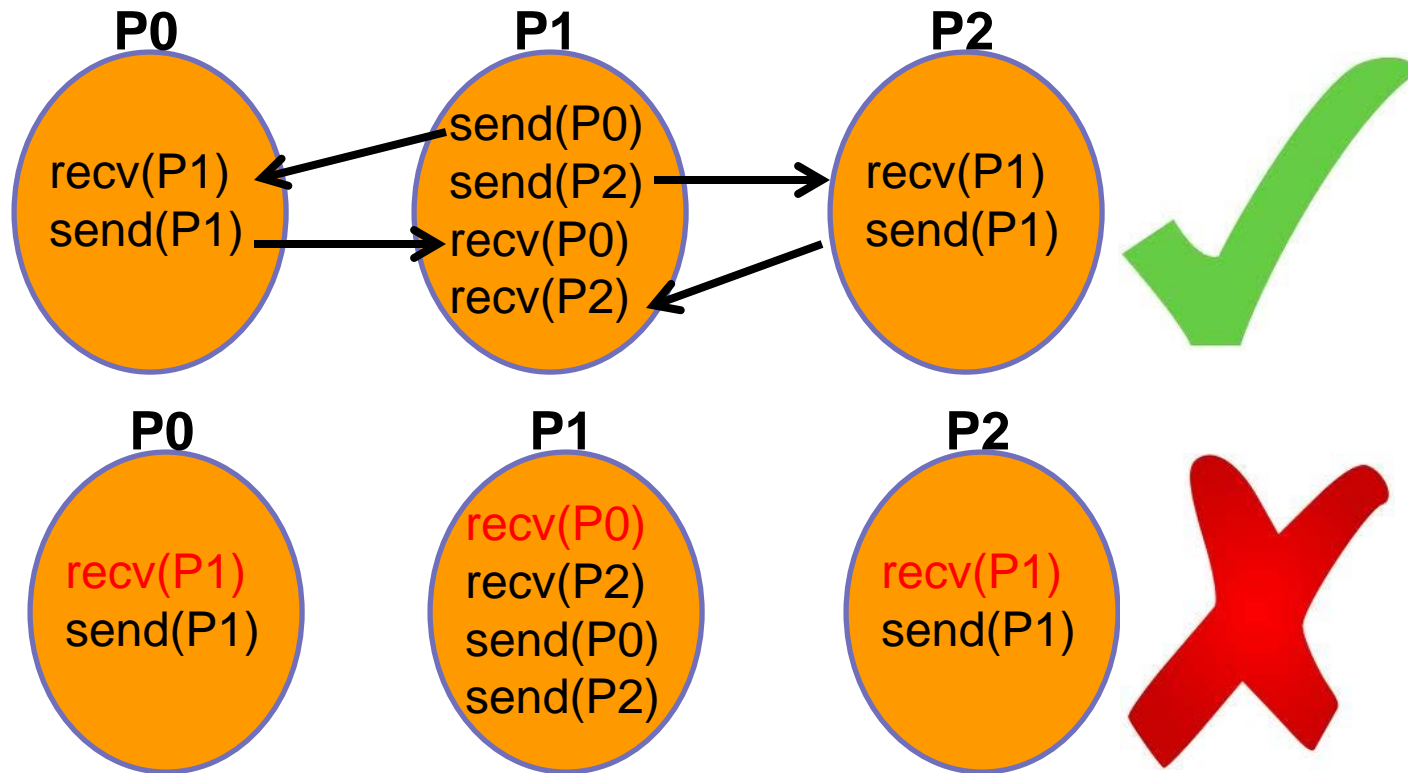 P0
P1
P2
recv(P1)
send(P1)
send(P0)
send(P2)
recv(P0)
recv(P2)
recv(P1)
send(P1)
P0
P1
P2
recv(P1)
send(P1)
recv(P0)
recv(P2)
send(P0)
send(P2)
recv(P1)
send(P1)